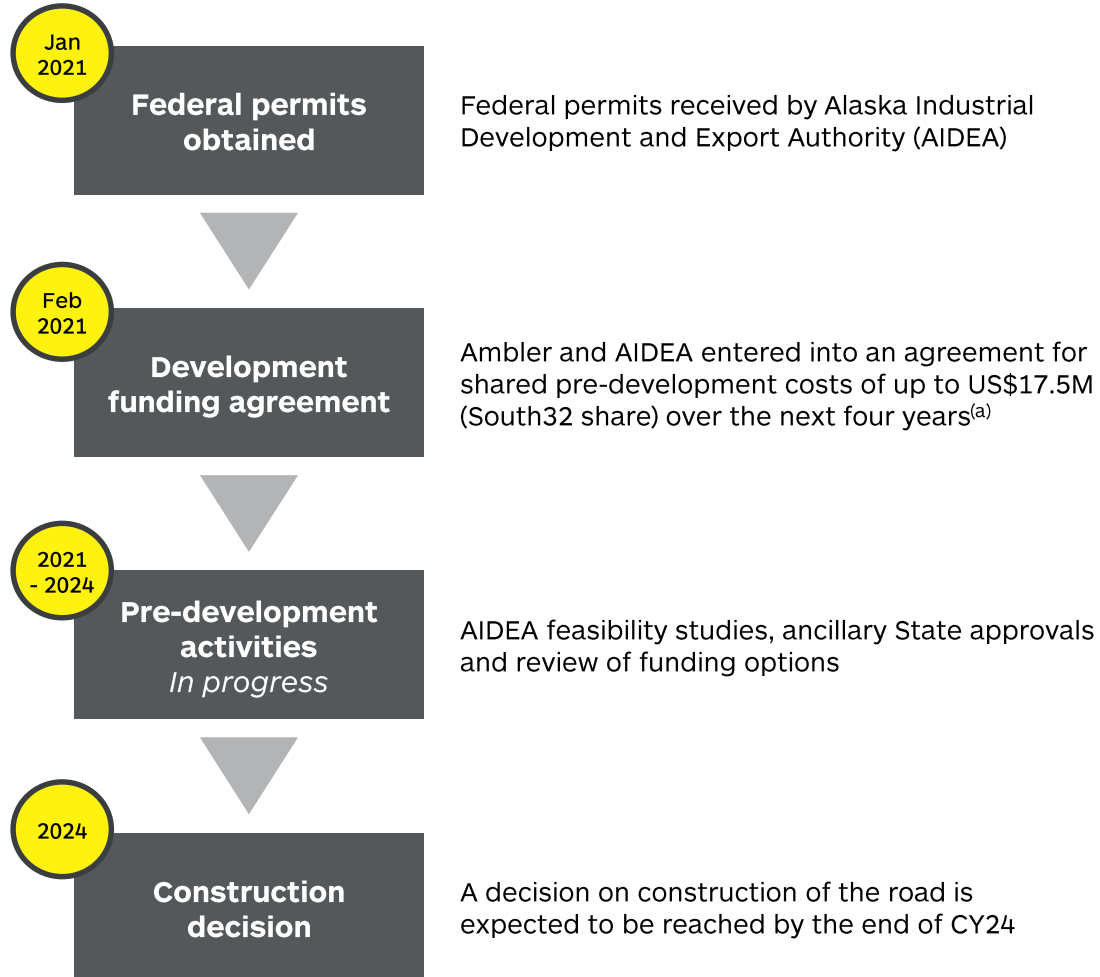 Jan
2021
Federal permits
obtained
Federal permits received by Alaska Industrial
Development and Export Authority (AIDEA)
Feb
2021
Development
funding agreement
Ambler and AIDEA entered into an agreement for
shared pre-development costs of up to US$17.5M
(South32 share) over the next four years(a)
2021
- 2024
Pre-development
activities
In progress
AIDEA feasibility studies, ancillary State approvals
and review of funding options
2024
Construction
decision
A decision on construction of the road is
expected to be reached by the end of CY24